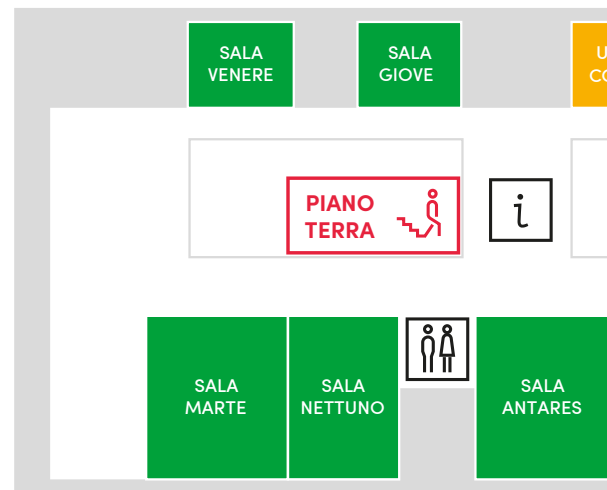 SALA
VENERE
SALA
GIOVE
PIANO
TERRA
i
SALA
MARTE
SALA
NETTUNO
SALA
ANTARES